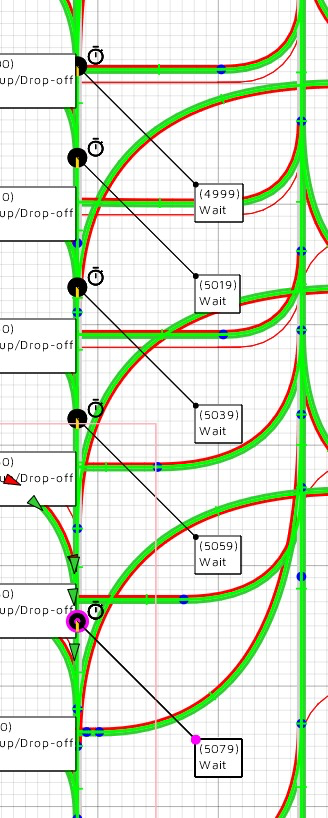 0)
up/Drop-off
0)
up/Drop-off
(4999)
Wait
(5019)
Wait
0)
up/Drop-off
(5039)
Wait
0)
up/Drop-off
(5059)
Wait
0)
up/Drop-off
0)
up/Drop-off
(5079)
Wait